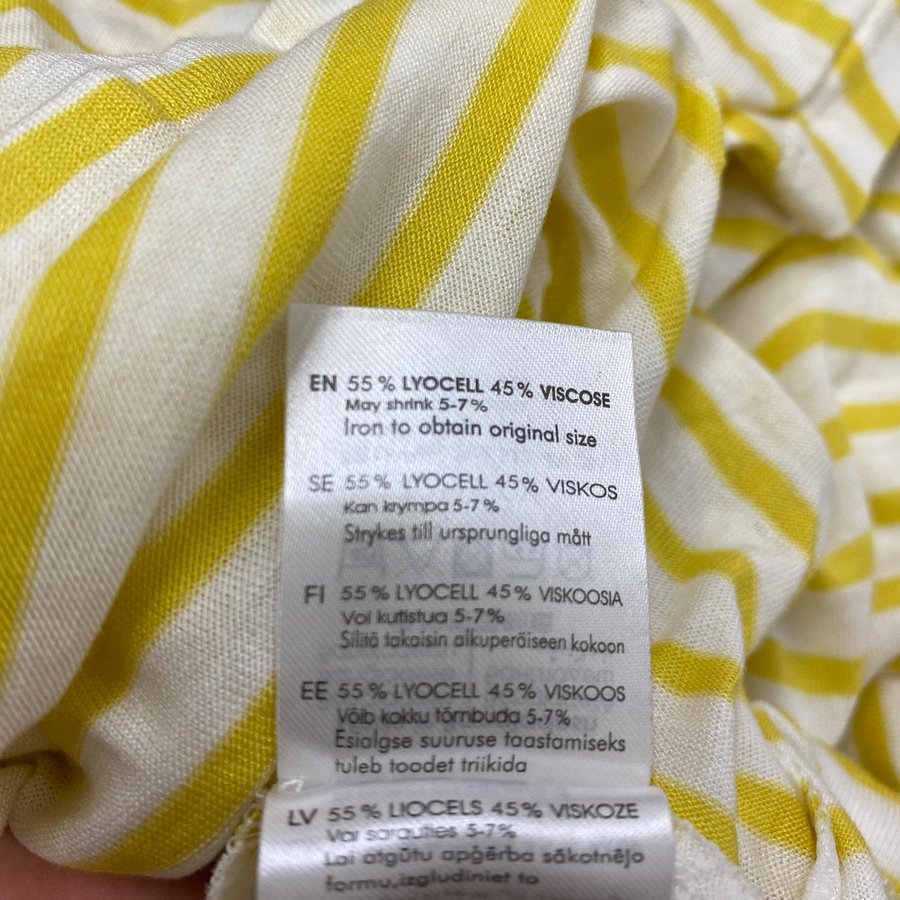 EN 55% LYOCELL 45% VISCOSE
May shrink 5-7%
Iron to obtain original size
SE 55% LYOCELL 45% VISKOS
Kan krympa 5-7%
Strykes till ursprungliga mått
FI 55% LYOCELL 45% VISKOOSIA
Voi kutistua 5-7%
Silitä takaisin alkuperäiseen kokoon
EE 55% LYOCELL 45% VISKOOS
Võib kokku tõmbuda 5-7%
Esialgse suuruse taastamiseks
tuleb toodet triikida
LV 55% LIOCELS 45% VISKOZE
Var sarauties 5-7%
Lai atgūtu apģērba sākotnējo
formu, izgludiniet to